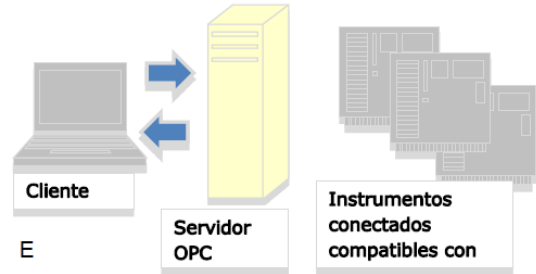 Cliente
Servidor
OPC
Instrumentos
conectados
compatibles con
E